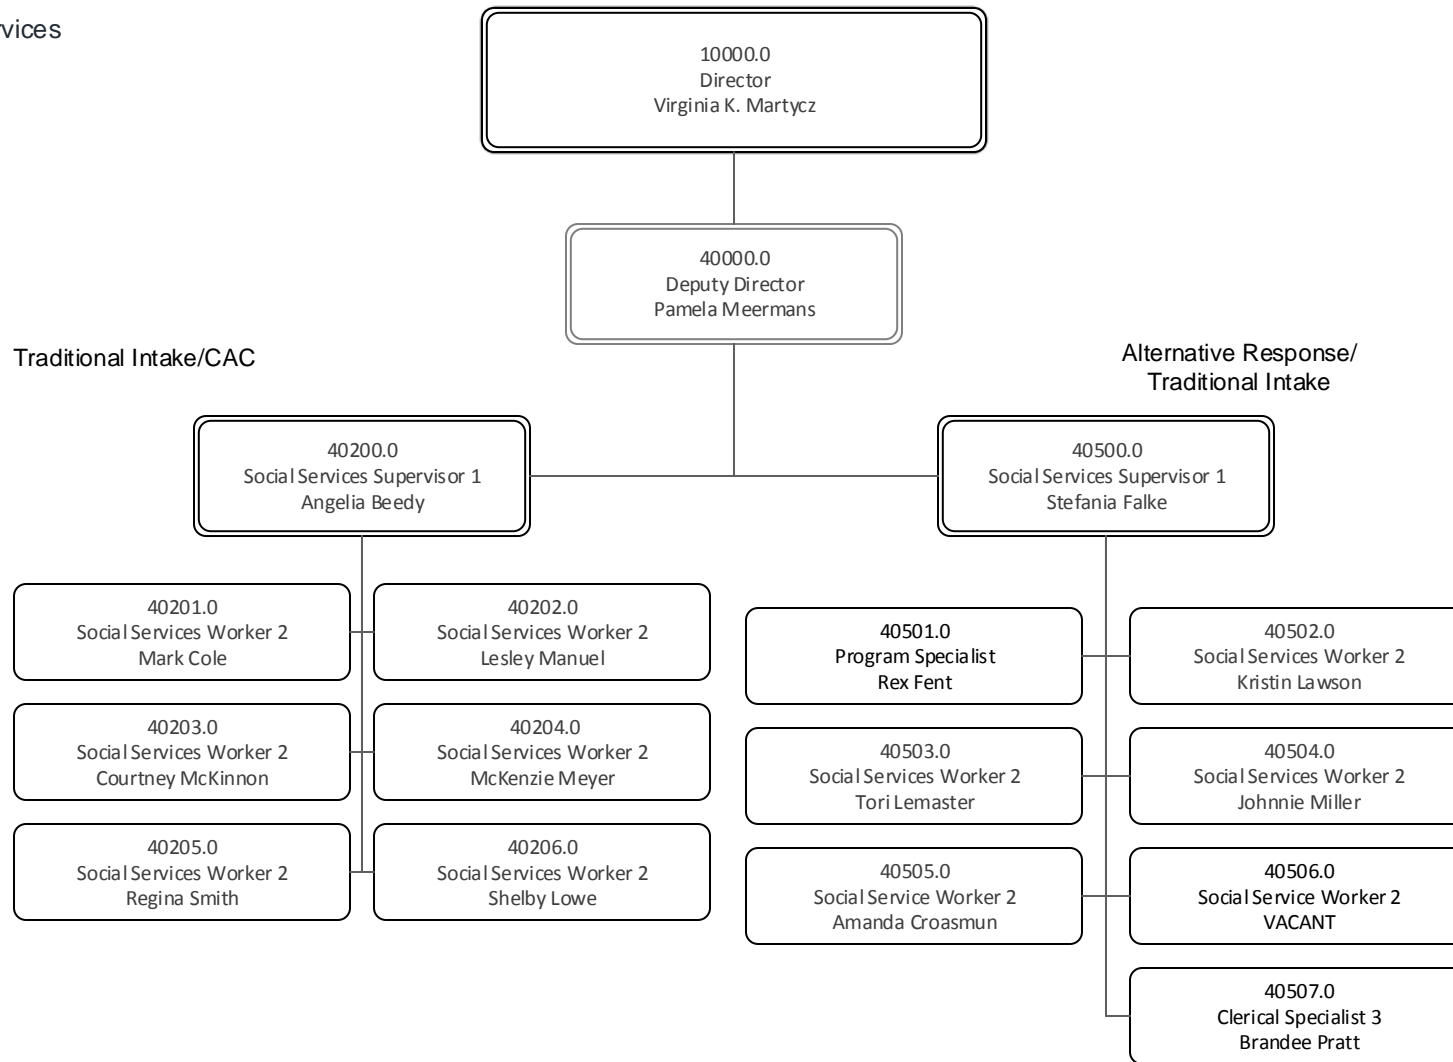 rvices
10000.0
Director
Virginia K. Martycz
40000.0
Deputy Director
Pamela Meermans
Traditional Intake/CAC
Alternative Response/
Traditional Intake
40200.0
Social Services Supervisor 1
Angelia Beedy
40500.0
Social Services Supervisor 1
Stefania Falke
40201.0
Social Services Worker 2
Mark Cole
40202.0
Social Services Worker 2
Lesley Manuel
40203.0
Social Services Worker 2
Courtney McKinnon
40204.0
Social Services Worker 2
McKenzie Meyer
40205.0
Social Services Worker 2
Regina Smith
40206.0
Social Services Worker 2
Shelby Lowe
40501.0
Program Specialist
Rex Fent
40502.0
Social Services Worker 2
Kristin Lawson
40503.0
Social Services Worker 2
Tori Lemaster
40504.0
Social Services Worker 2
Johnnie Miller
40505.0
Social Service Worker 2
Amanda Croasmun
40506.0
Social Service Worker 2
VACANT
40507.0
Clerical Specialist 3
Brandee Pratt